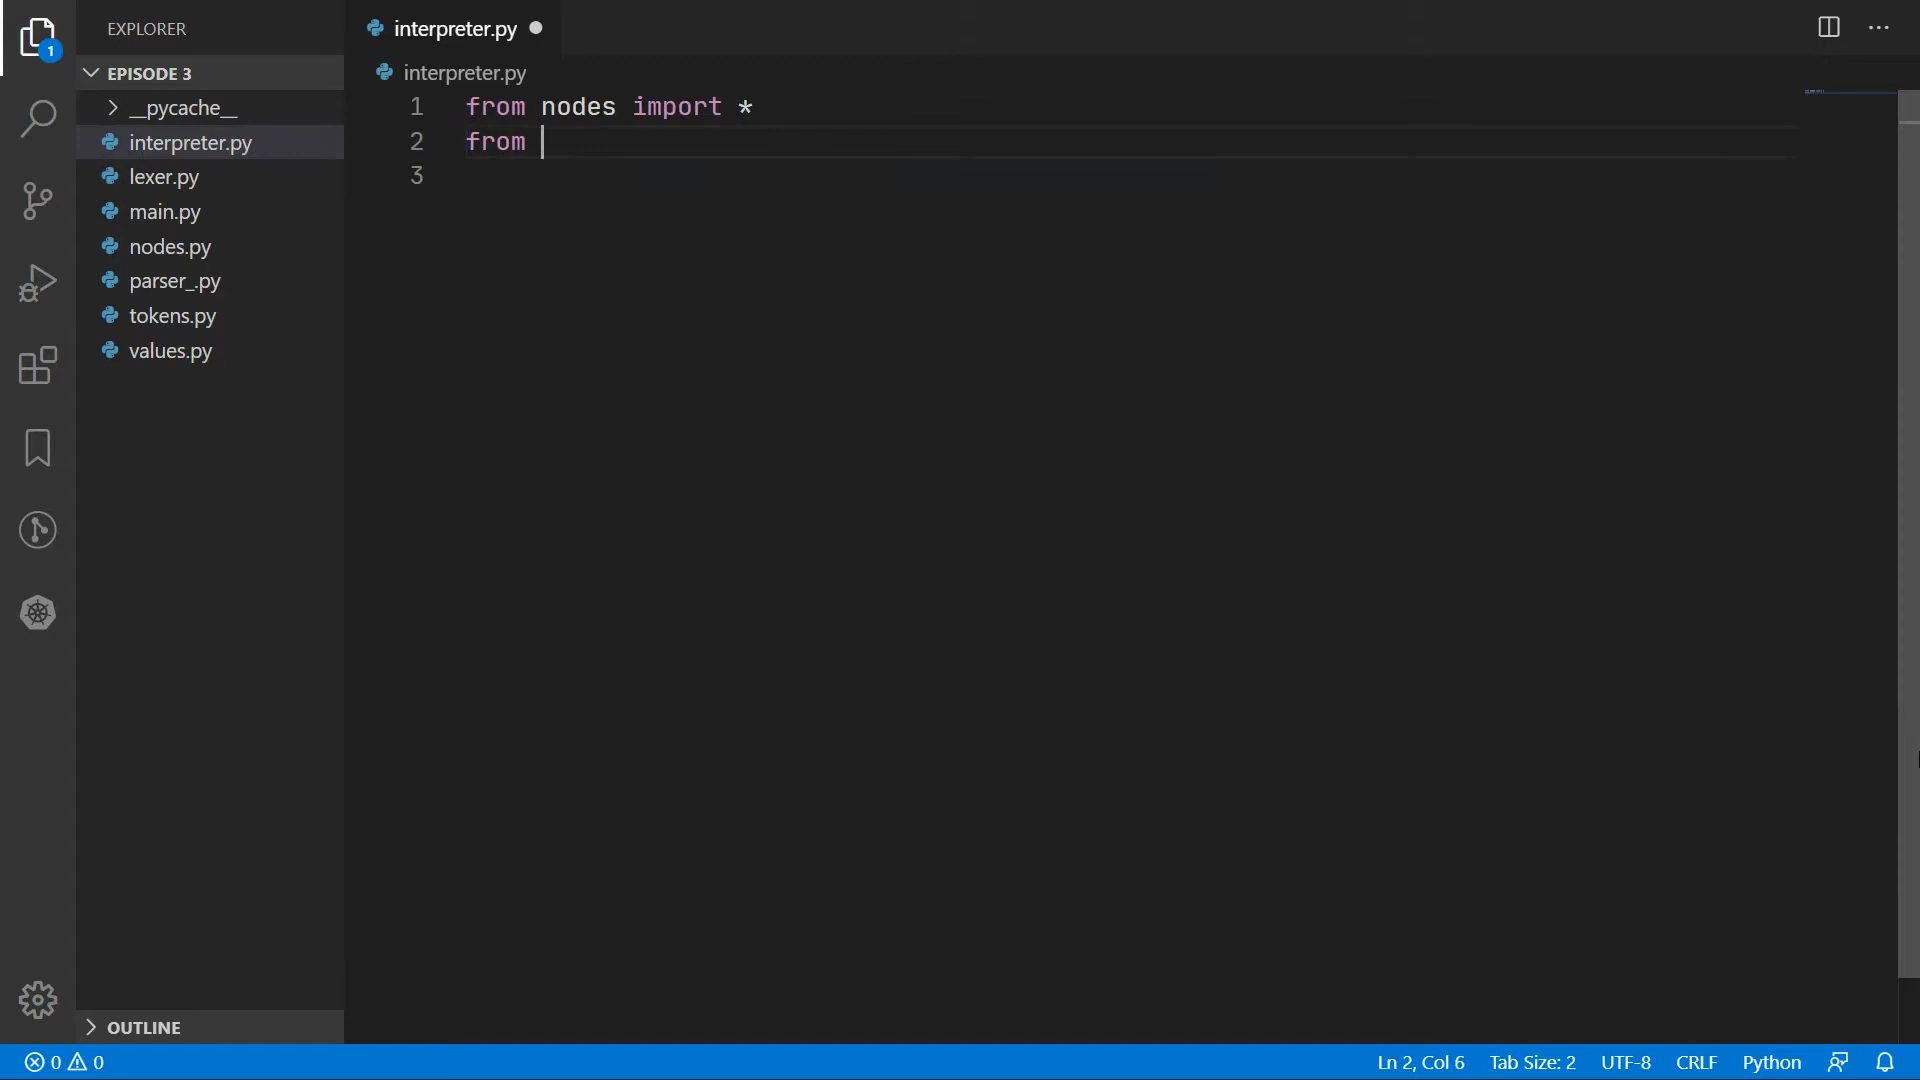 EXPLORER
1
EPISODE 3
__pycache__
interpreter.py
lexer.py
main.py
nodes.py
parser_.py
tokens.py
values.py
OUTLINE
interpreter.py
interpreter.py
1 from nodes import *
2 from
3
0 0
Ln 2, Col 6 Tab Size: 2 UTF-8 CRLF Python